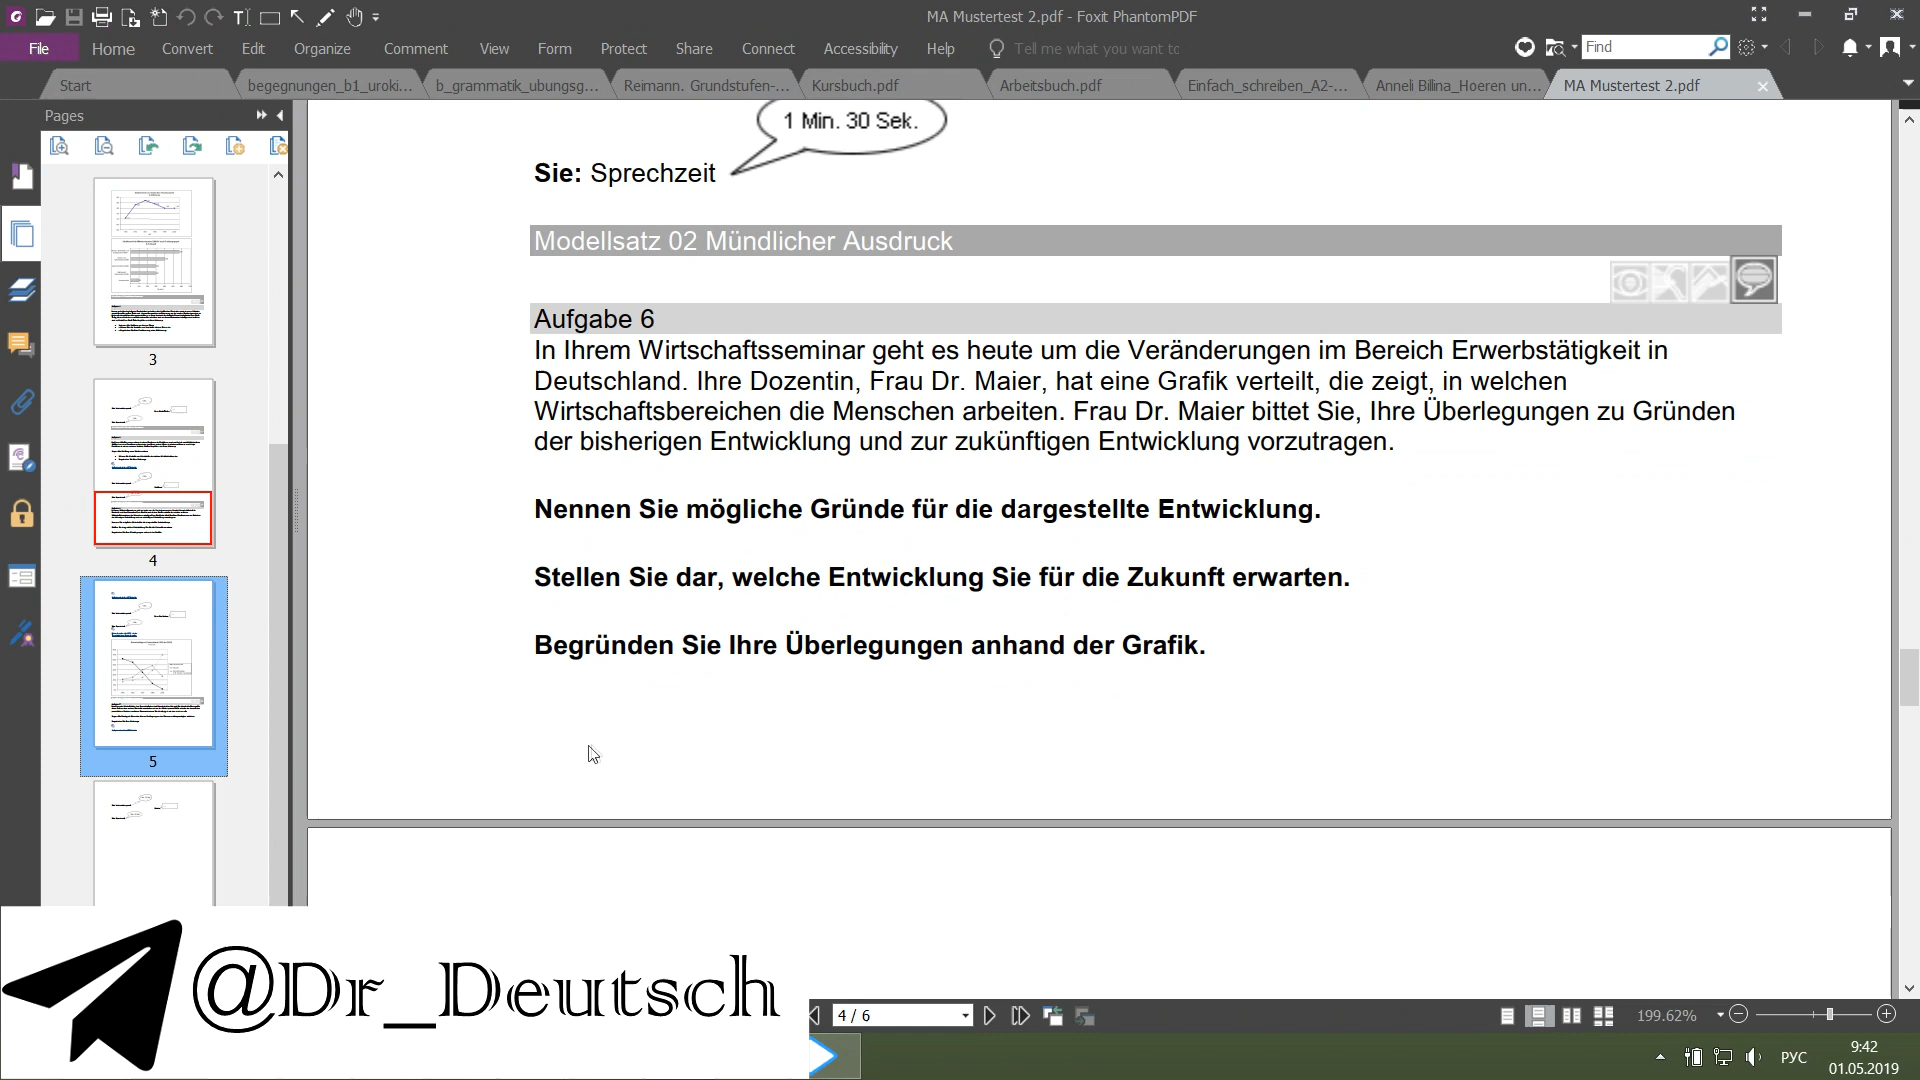 MA Mustertest 2.pdf - Foxit PhantomPDF
File Home Convert Edit Organize Comment View Form Protect Share Connect Accessibility Help Tell me what you want to Find
Start begegnungen_b1_uroki... b_grammatik_ubungsg... Reimann. Grundstufen-... Kursbuch.pdf Arbeitsbuch.pdf Einfach_schreiben_A2-... Anneli Billina_Hoeren un... MA Mustertest 2.pdf
Pages
3
4
5
1 Min. 30 Sek.
Sie: Sprechzeit
Modellsatz 02 Mündlicher Ausdruck
Aufgabe 6
In Ihrem Wirtschaftsseminar geht es heute um die Veränderungen im Bereich Erwerbstätigkeit in
Deutschland. Ihre Dozentin, Frau Dr. Maier, hat eine Grafik verteilt, die zeigt, in welchen
Wirtschaftsbereichen die Menschen arbeiten. Frau Dr. Maier bittet Sie, Ihre Überlegungen zu Gründen
der bisherigen Entwicklung und zur zukünftigen Entwicklung vorzutragen.
Nennen Sie mögliche Gründe für die dargestellte Entwicklung.
Stellen Sie dar, welche Entwicklung Sie für die Zukunft erwarten.
Begründen Sie Ihre Überlegungen anhand der Grafik.
@Dr_Deutsch
4 / 6
199.62%
РУС
9:42
01.05.2019